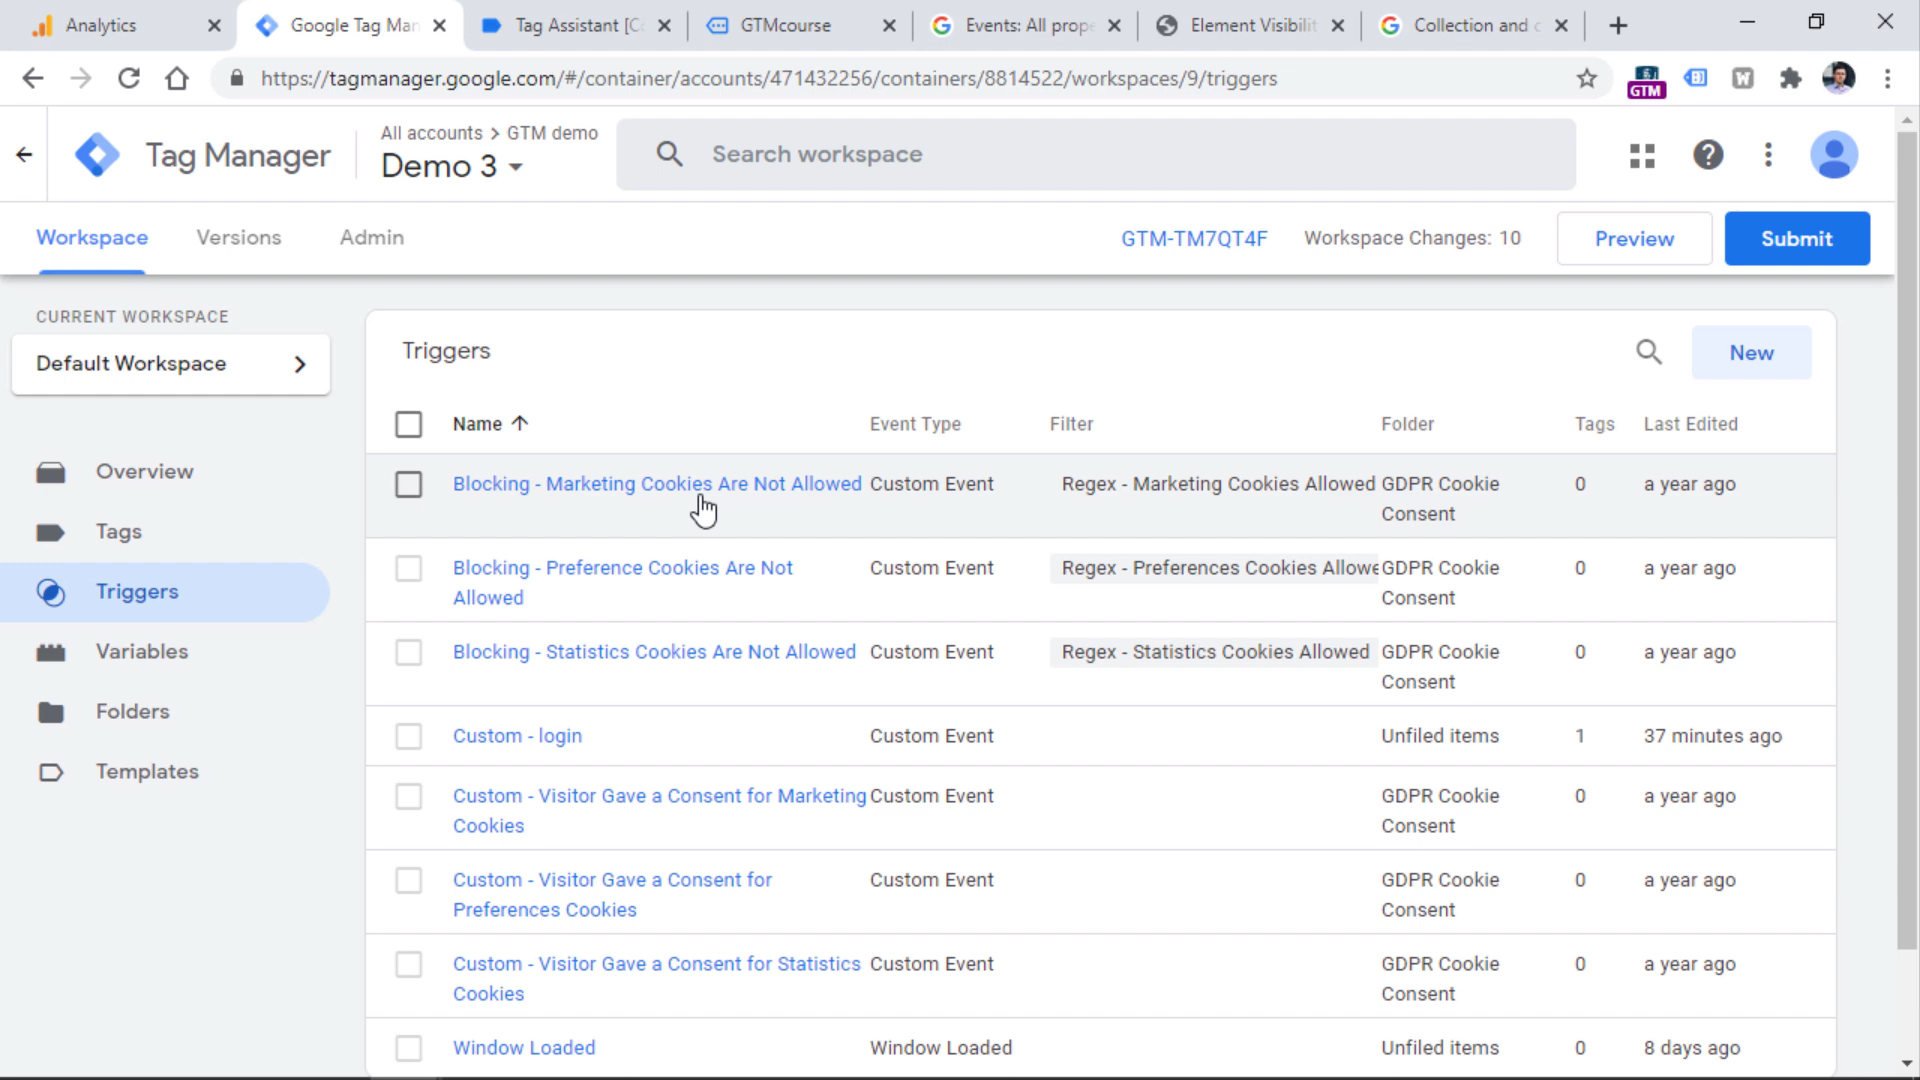 Analytics
Google Tag Man
Tag Assistant [Co
GTMcourse
Events: All prope
Element Visibilit
Collection and c
https://tagmanager.google.com/#/container/accounts/471432256/containers/8814522/workspaces/9/triggers
GTM
W
Tag Manager
All accounts > GTM demo
Demo 3
Search workspace
Workspace
Versions
Admin
GTM-TM7QT4F
Workspace Changes: 10
Preview
Submit
CURRENT WORKSPACE
Default Workspace
Overview
Tags
Triggers
Variables
Folders
Templates
Triggers
New
Name
Event Type
Filter
Folder
Tags
Last Edited
Blocking - Marketing Cookies Are Not Allowed
Custom Event
Regex - Marketing Cookies Allowed
GDPR Cookie
Consent
0
a year ago
Blocking - Preference Cookies Are Not
Allowed
Custom Event
Regex - Preferences Cookies Allowe
GDPR Cookie
Consent
0
a year ago
Blocking - Statistics Cookies Are Not Allowed
Custom Event
Regex - Statistics Cookies Allowed
GDPR Cookie
Consent
0
a year ago
Custom - login
Custom Event
Unfiled items
1
37 minutes ago
Custom - Visitor Gave a Consent for Marketing
Cookies
Custom Event
GDPR Cookie
Consent
0
a year ago
Custom - Visitor Gave a Consent for
Preferences Cookies
Custom Event
GDPR Cookie
Consent
0
a year ago
Custom - Visitor Gave a Consent for Statistics
Cookies
Custom Event
GDPR Cookie
Consent
0
a year ago
Window Loaded
Window Loaded
Unfiled items
0
8 days ago